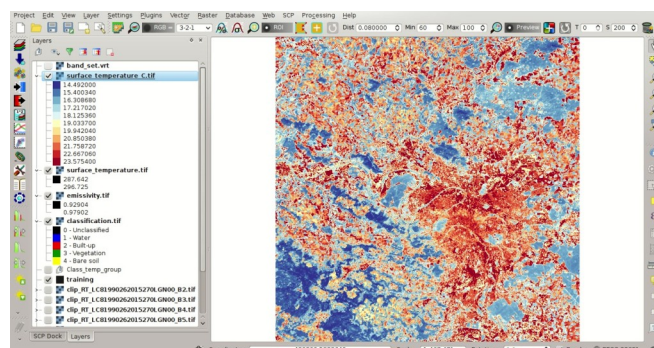 Project Edit View Layer Settings Plugins Vector Raster Database Web SCP Processing Help
RGB = 3-2-1 ROI Dist 0.080000 Min 60 Max 100 Preview T 0 S 200
Layers
band_set.vrt
surface_temperature_C.tif
14.492000
15.400340
16.308680
17.217020
18.125360
19.033700
19.942040
20.850380
21.758720
22.667060
23.575400
surface_temperature.tif
287.642
296.725
emissivity.tif
0.92904
0.97902
classification.tif
0 - Unclassified
1 - Water
2 - Built-up
3 - Vegetation
4 - Bare soil
Class_temp_group
training
clip_RT_LC81990262015270LGN00_B2.tif
clip_RT_LC81990262015270LGN00_B3.tif
clip_RT_LC81990262015270LGN00_B4.tif
clip_RT_LC81990262015270LGN00_B5.tif
SCP Dock Layers